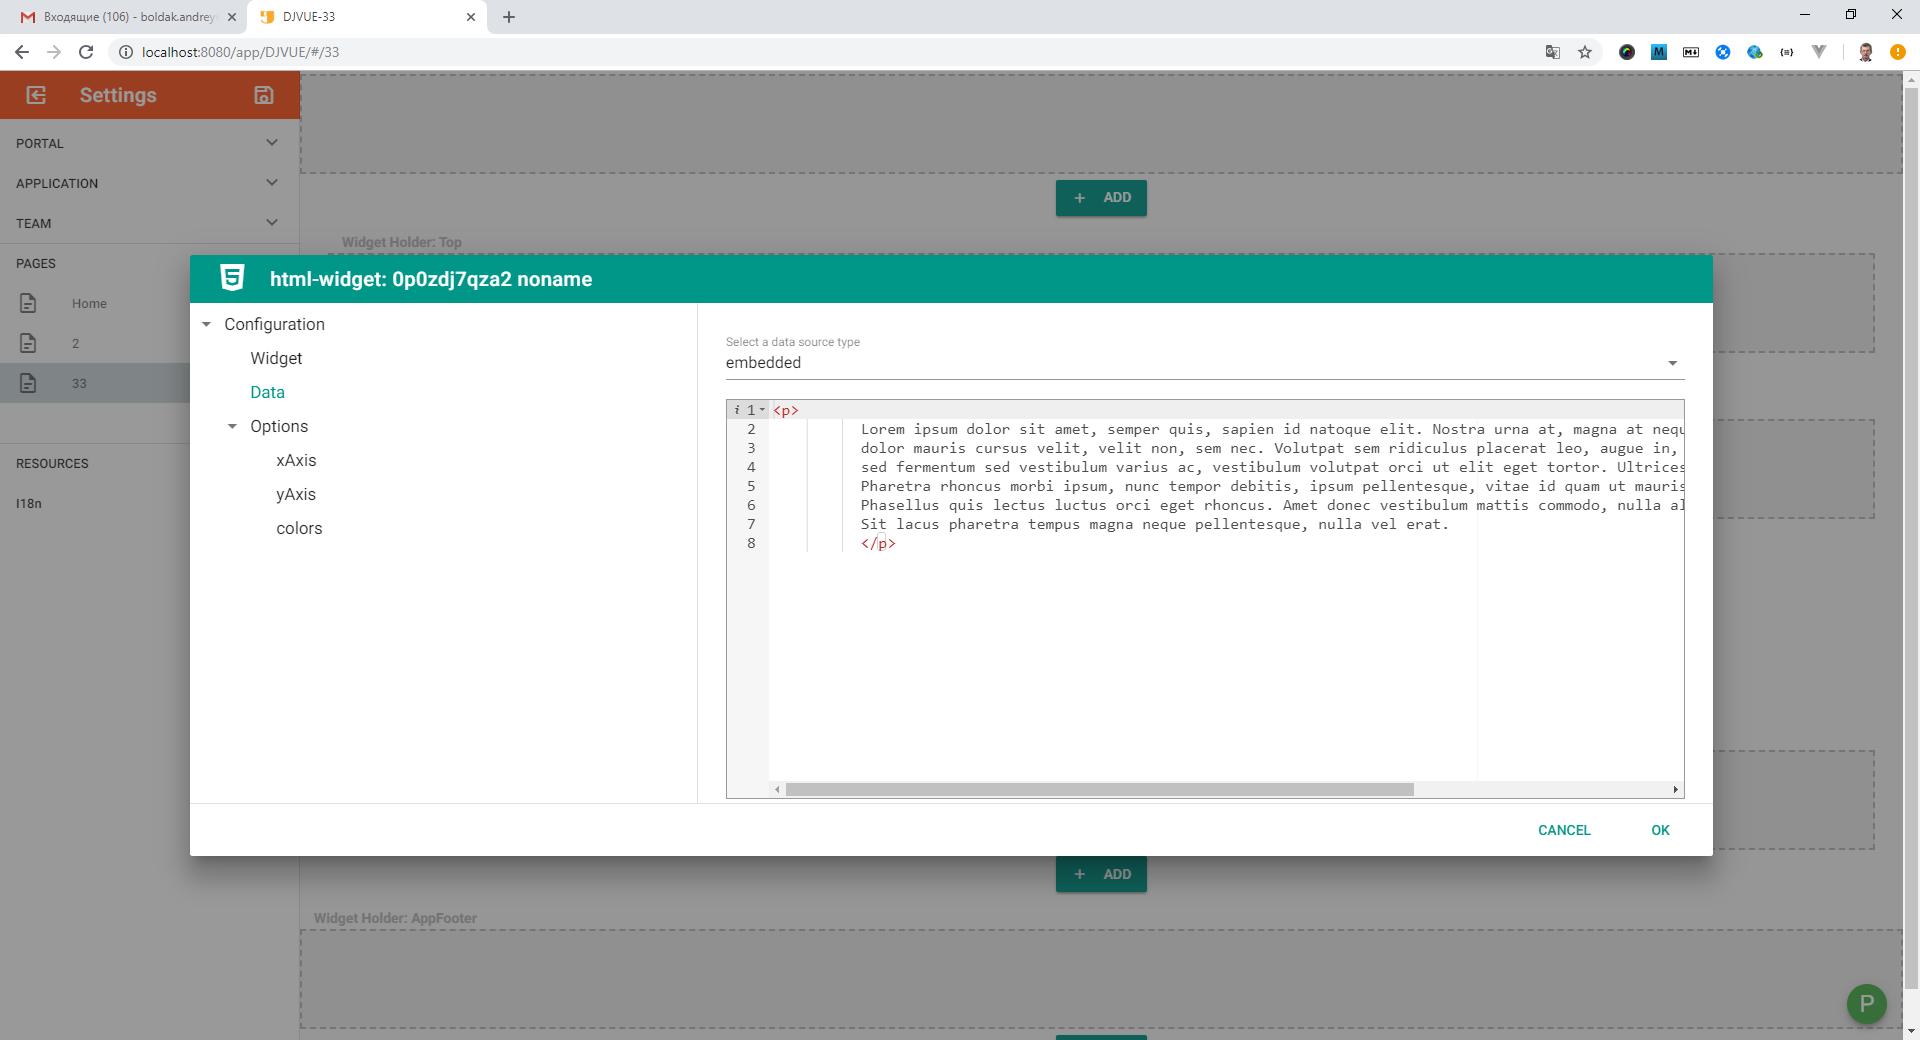 Входящие (106) - boldak.andrey
DJVUE-33
localhost:8080/app/DJVUE/#/33
Settings
PORTAL
APPLICATION
TEAM
PAGES
Home
2
33
RESOURCES
I18n
+ ADD
Widget Holder: Top
html-widget: 0p0zdj7qza2 noname
Configuration
Widget
Data
Options
xAxis
yAxis
colors
Select a data source type
embedded
i 1 <p>
2 Lorem ipsum dolor sit amet, semper quis, sapien id natoque elit. Nostra urna at, magna at nequ
3 dolor mauris cursus velit, velit non, sem nec. Volutpat sem ridiculus placerat leo, augue in,
4 sed fermentum sed vestibulum varius ac, vestibulum volutpat orci ut elit eget tortor. Ultrices
5 Pharetra rhoncus morbi ipsum, nunc tempor debitis, ipsum pellentesque, vitae id quam ut mauris
6 Phasellus quis lectus luctus orci eget rhoncus. Amet donec vestibulum mattis commodo, nulla al
7 Sit lacus pharetra tempus magna neque pellentesque, nulla vel erat.
8 </p>
CANCEL
OK
+ ADD
Widget Holder: AppFooter
P